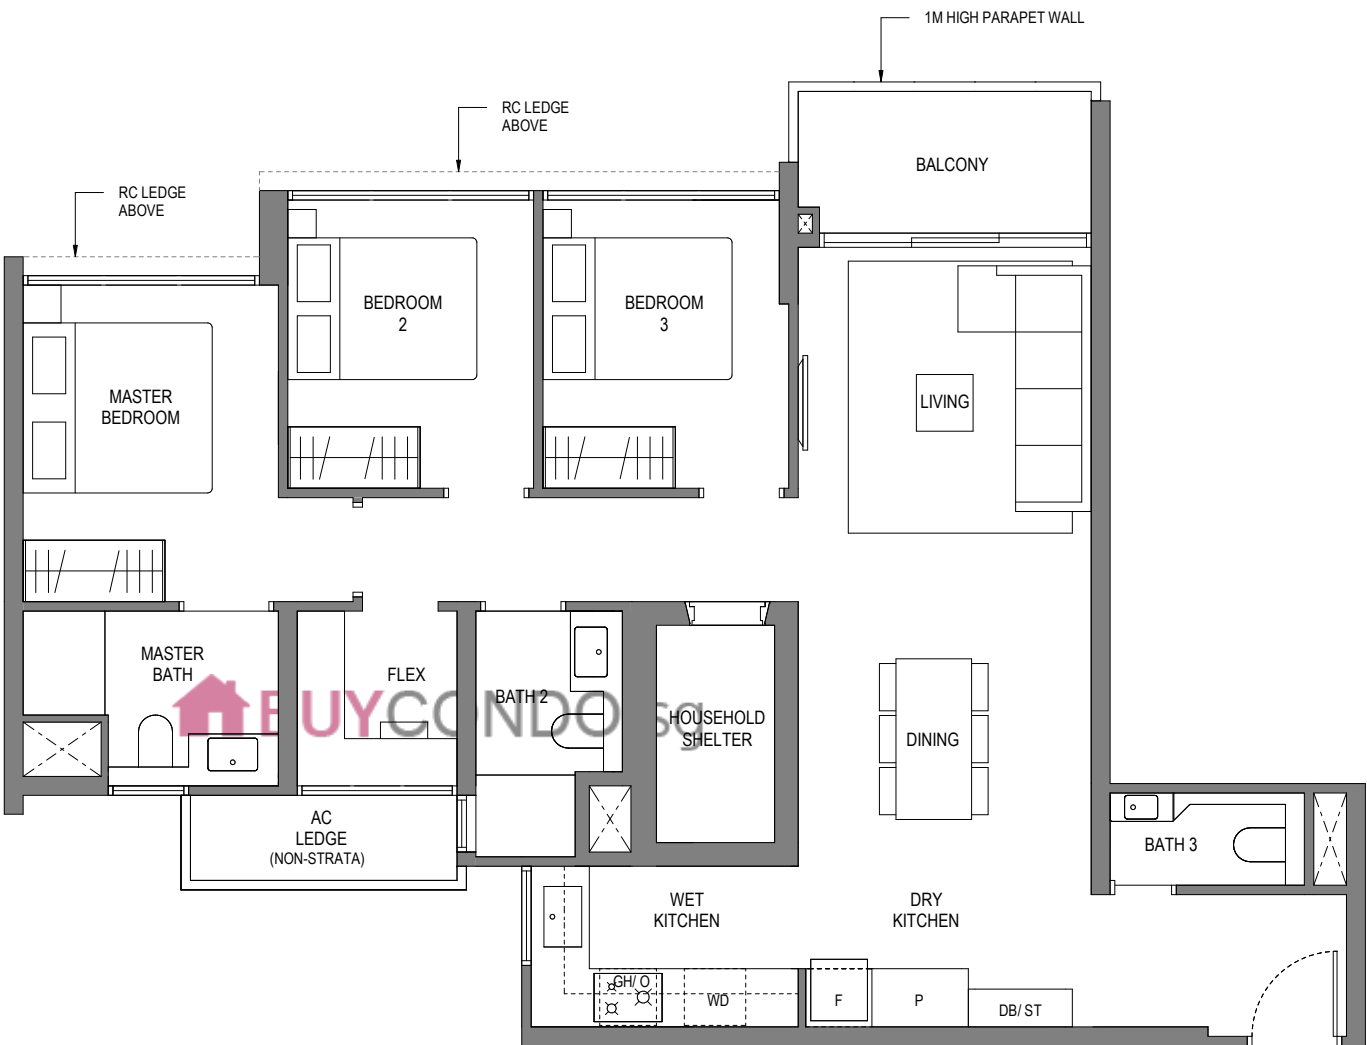 1M HIGH PARAPET WALL
RC LEDGE
ABOVE
RC LEDGE
ABOVE
BALCONY
BEDROOM
2
BEDROOM
3
MASTER
BEDROOM
LIVING
MASTER
BATH
FLEX
BATH 2
BUYCONDO.sg
HOUSEHOLD
SHELTER
DINING
AC
LEDGE
(NON-STRATA)
BATH 3
WET
KITCHEN
DRY
KITCHEN
GH/ O
WD
F
P
DB/ ST